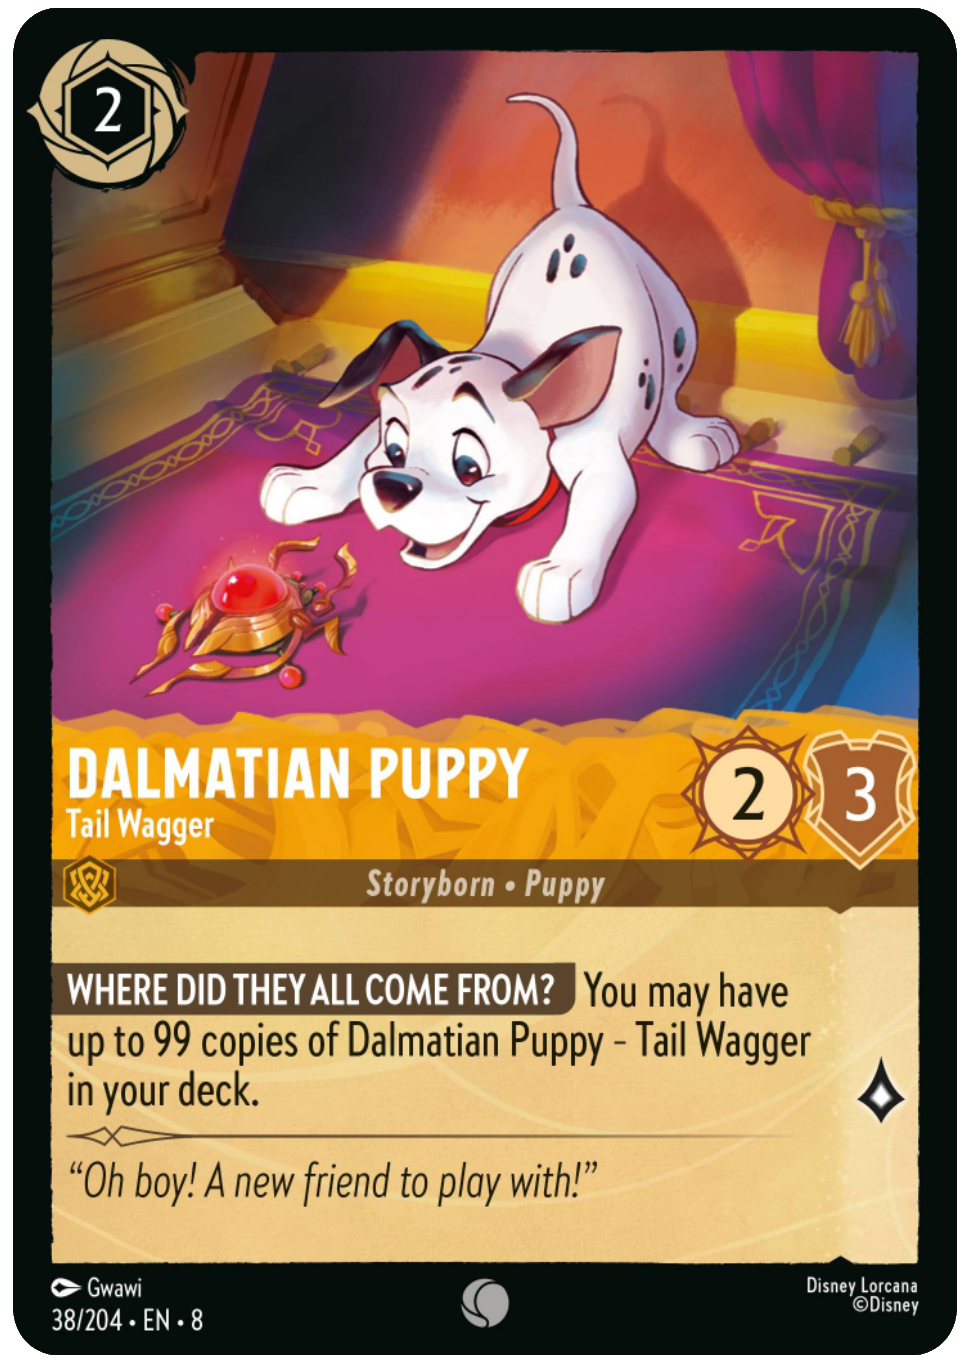 2
DALMATIAN PUPPY
Tail Wagger
2
3
Storyborn • Puppy
WHERE DID THEY ALL COME FROM? You may have
up to 99 copies of Dalmatian Puppy - Tail Wagger
in your deck.
“Oh boy! A new friend to play with!”
Gwawi
38/204 • EN • 8
Disney Lorcana
©Disney